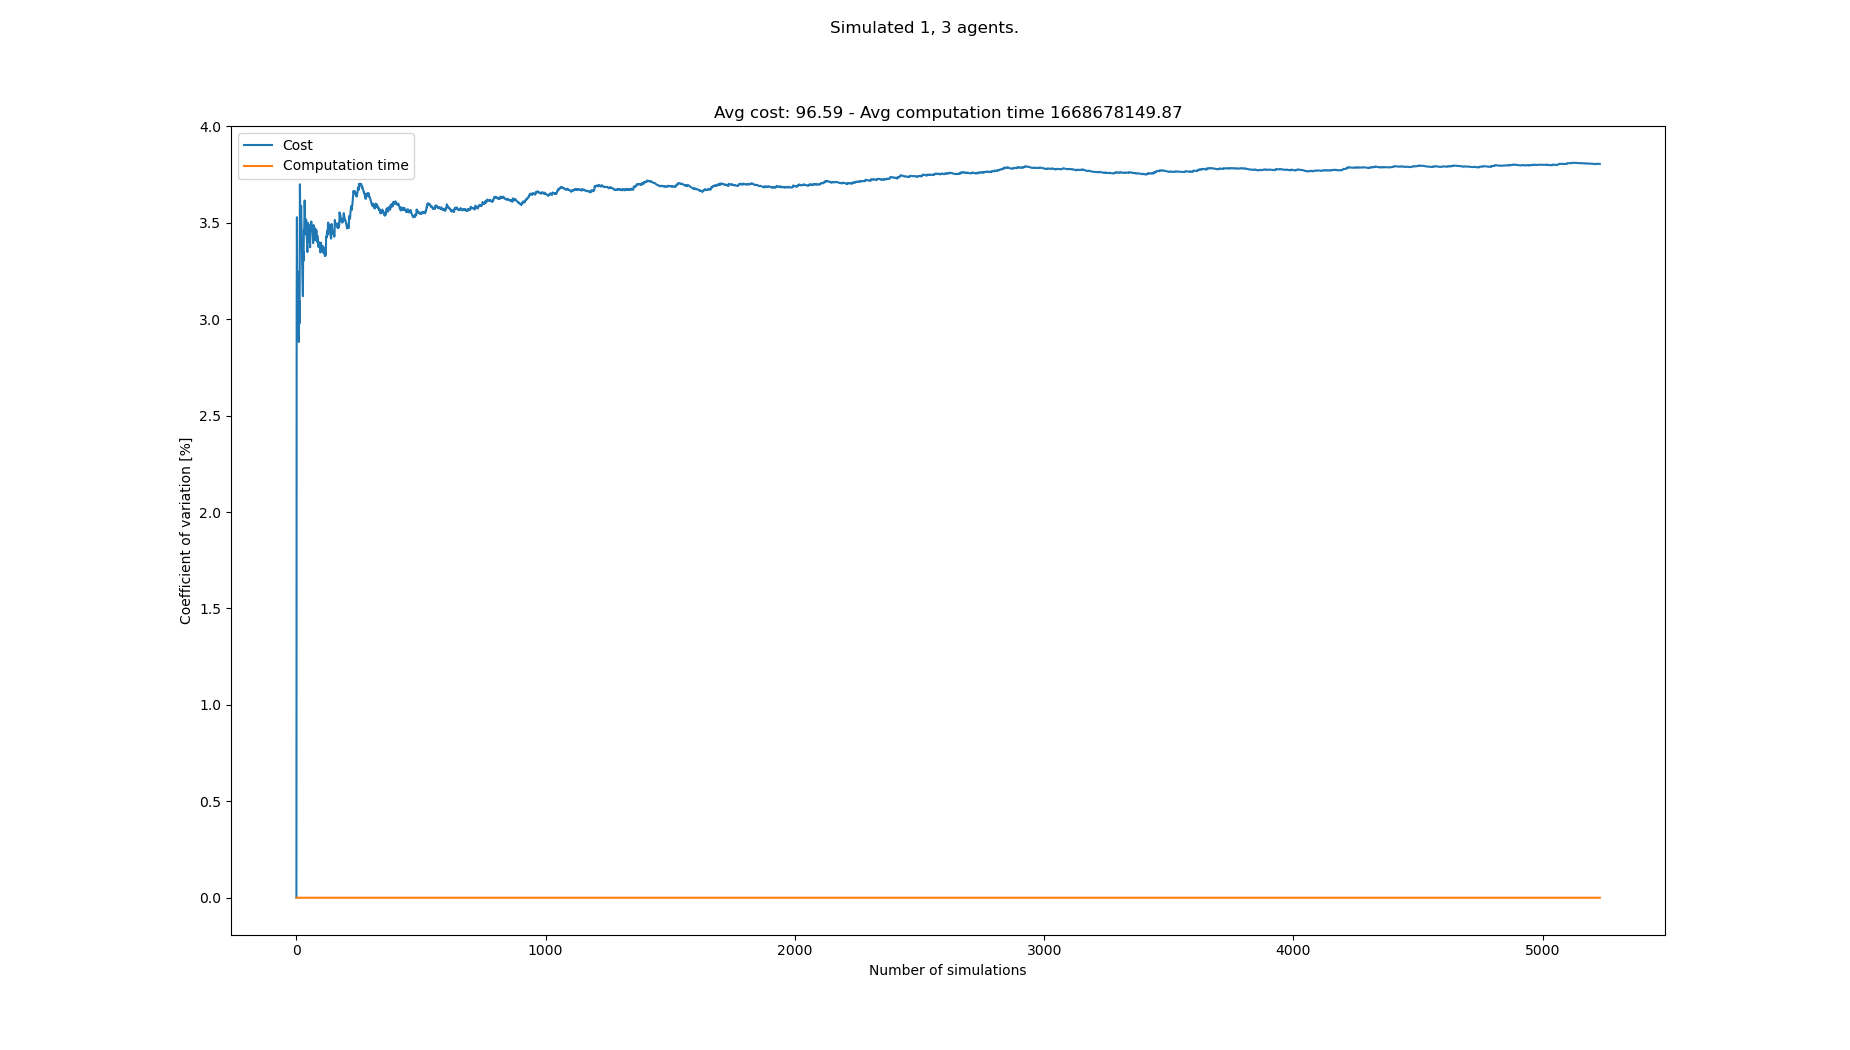 Simulated 1, 3 agents.
Avg cost: 96.59 - Avg computation time 1668678149.87
Cost
Computation time
4.0
3.5
3.0
2.5
2.0
1.5
1.0
0.5
0.0
Coefficient of variation [%]
0 1000 2000 3000 4000 5000
Number of simulations